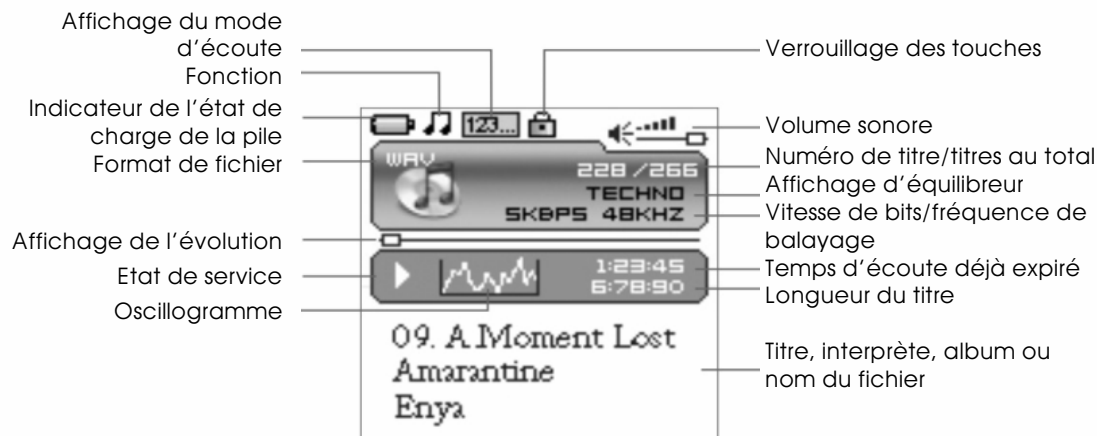 Affichage du mode
d'écoute
Fonction
Indicateur de l'état de
charge de la pile
Format de fichier
Affichage de l'évolution
Etat de service
Oscillogramme
123...
WAV
228 /266
TECHNO
5KBPS 48KHZ
1:23:45
6:78:90
09. A Moment Lost
Amarantine
Enya
Verrouillage des touches
Volume sonore
Numéro de titre/titres au total
Affichage d'équilibreur
Vitesse de bits/fréquence de
balayage
Temps d'écoute déjà expiré
Longueur du titre
Titre, interprète, album ou
nom du fichier